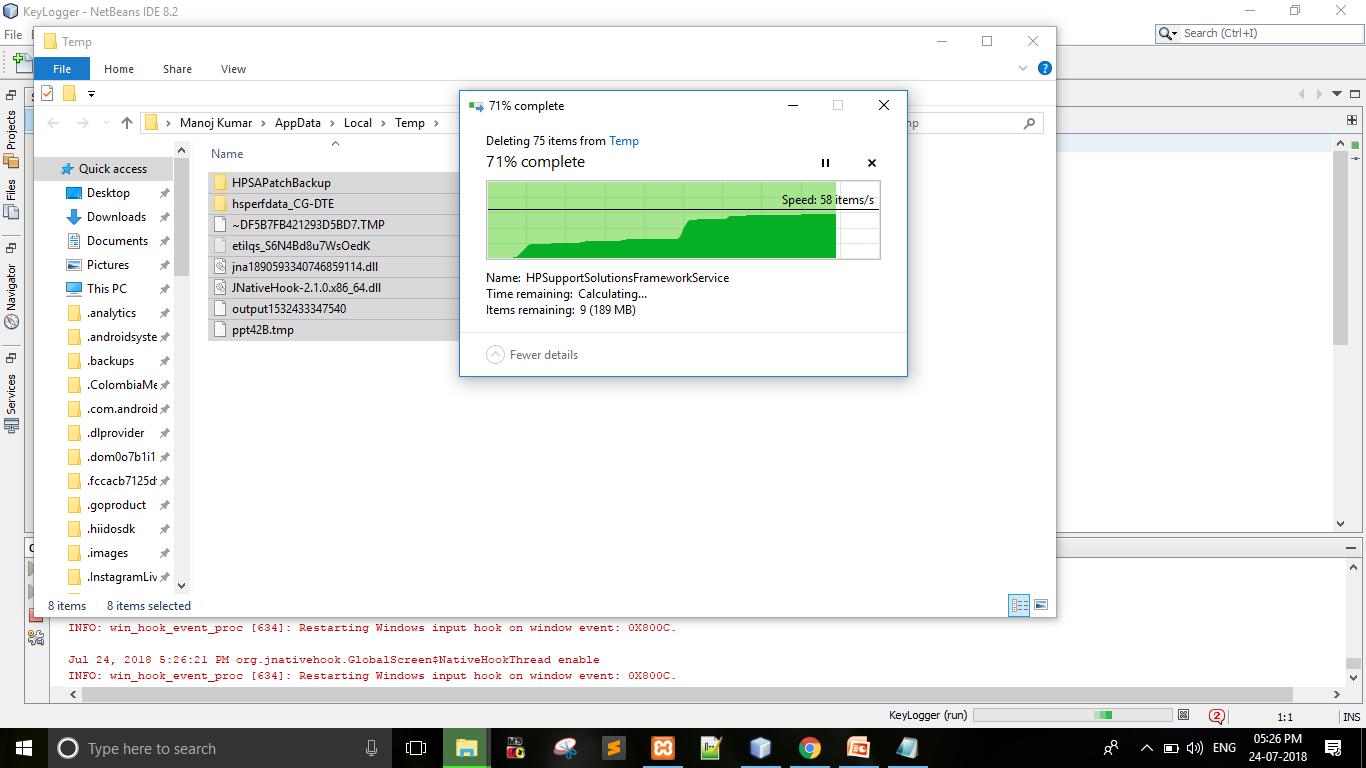 KeyLogger - NetBeans IDE 8.2
File
Search (Ctrl+I)
Temp
File Home Share View
Manoj Kumar AppData Local Temp
Name
Quick access
Desktop
Downloads
Documents
Pictures
This PC
.analytics
.androidsyste
.backups
.ColombiaMe
.com.android
.dlprovider
.dom0o7b1i1
.fccacb7125d
.goproduct
.hiidosdk
.images
.InstagramLiv
HPSAPatchBackup
hsperfdata_CG-DTE
~DF5B7FB421293D5BD7.TMP
etilqs_S6N4Bd8u7WsOedK
jna1890593340746859114.dll
JNativeHook-2.1.0.x86_64.dll
output1532433347540
ppt42B.tmp
8 items 8 items selected
71% complete
Deleting 75 items from Temp
71% complete
Speed: 58 items/s
Name: HPSupportSolutionsFrameworkService
Time remaining: Calculating...
Items remaining: 9 (189 MB)
Fewer details
Projects
Files
Navigator
Services
INFO: win_hook_event_proc [634]: Restarting Windows input hook on window event: 0X800C.
Jul 24, 2018 5:26:21 PM org.jnativehook.GlobalScreen$NativeHookThread enable
INFO: win_hook_event_proc [634]: Restarting Windows input hook on window event: 0X800C.
KeyLogger (run)
2
1:1
INS
Type here to search
ENG
05:26 PM
24-07-2018